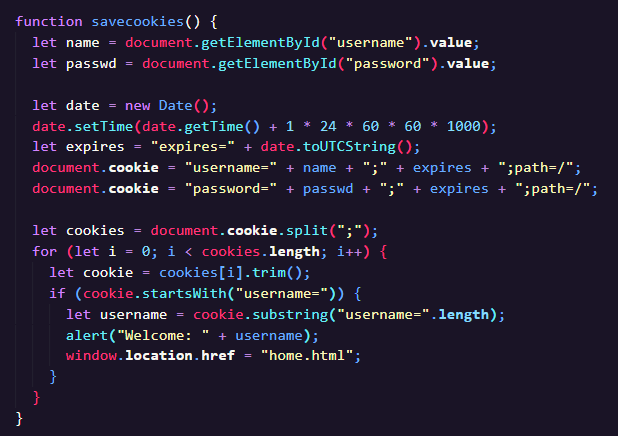 function savecookies() {
let name = document.getElementById("username").value;
let passwd = document.getElementById("password").value;
let date = new Date();
date.setTime(date.getTime() + 1 * 24 * 60 * 60 * 1000);
let expires = "expires=" + date.toUTCString();
document.cookie = "username=" + name + ";" + expires + ";path=/";
document.cookie = "password=" + passwd + ";" + expires + ";path=/";
let cookies = document.cookie.split(";");
for (let i = 0; i < cookies.length; i++) {
let cookie = cookies[i].trim();
if (cookie.startsWith("username=")) {
let username = cookie.substring("username=".length);
alert("Welcome: " + username);
window.location.href = "home.html";
}
}
}